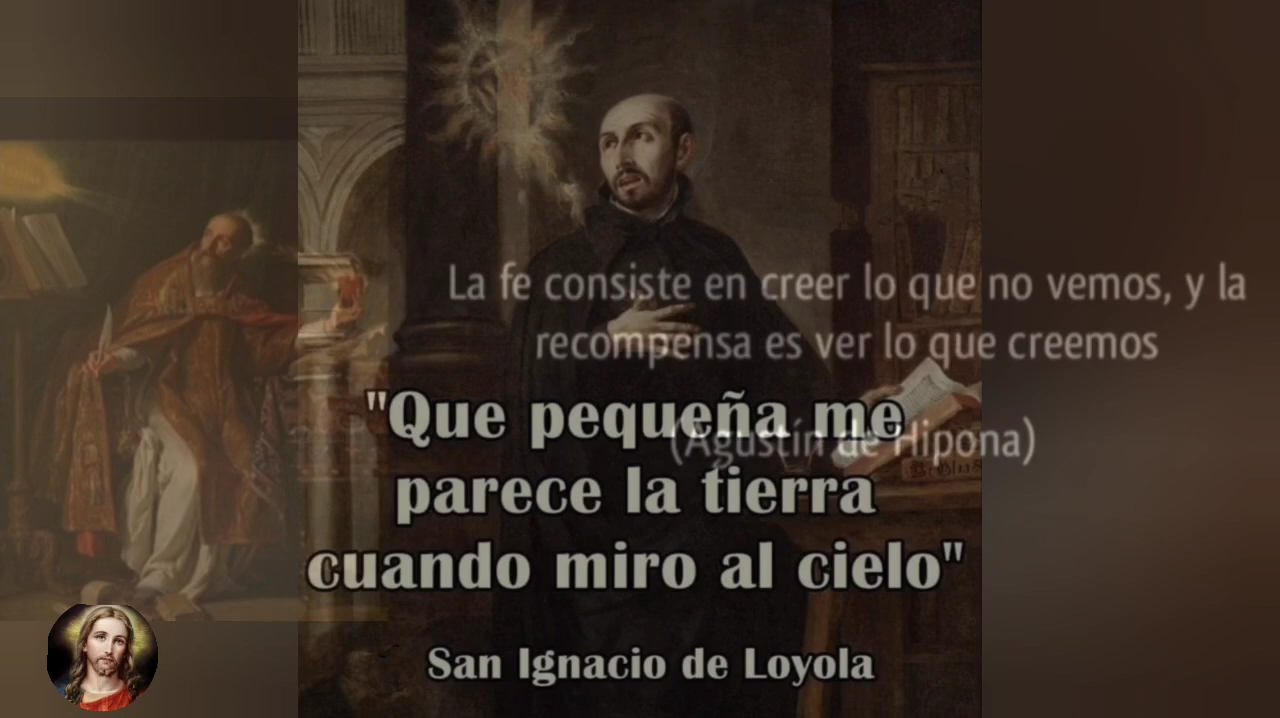 La fe consiste en creer lo que no vemos, y la
recompensa es ver lo que creemos
(Agustín de Hipona)
"Que pequeña me
parece la tierra
cuando miro al cielo"
San Ignacio de Loyola